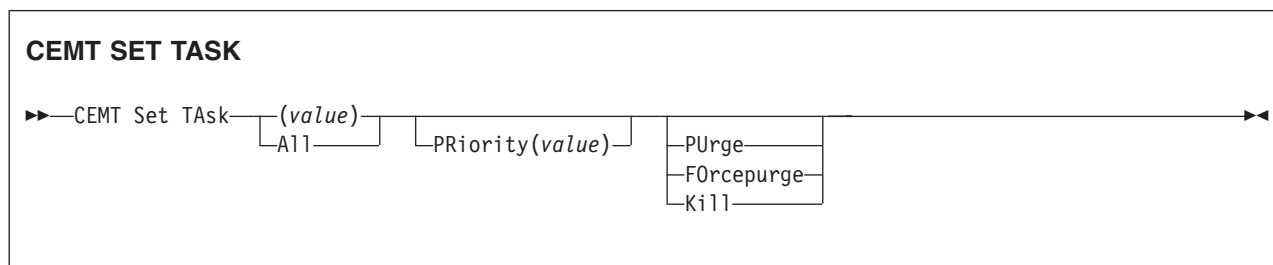 CEMT SET TASK
CEMT Set TAsk (value) All PRiority(value) PUrge FOrcepurge Kill